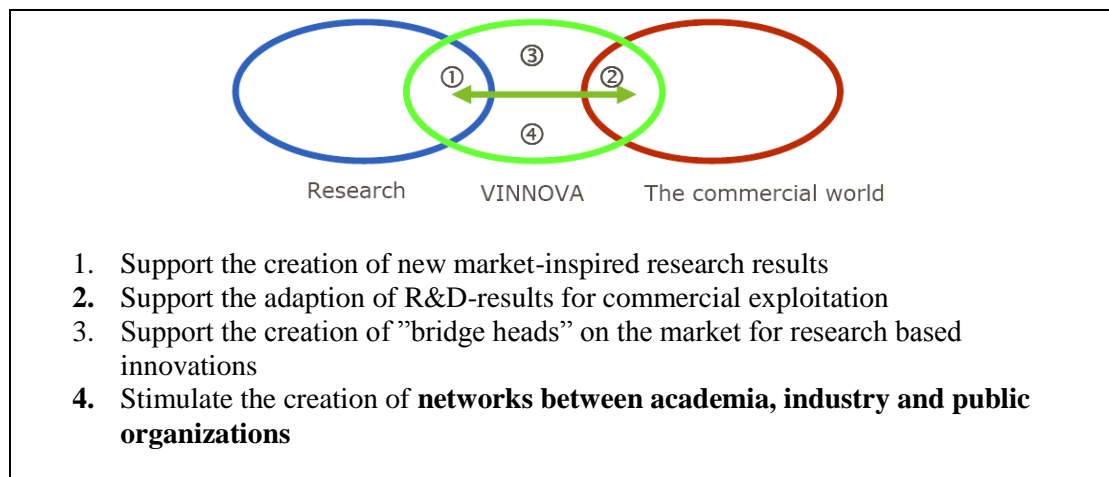 ③
① ②
④
Research VINNOVA The commercial world
1. Support the creation of new market-inspired research results
2. Support the adaption of R&D-results for commercial exploitation
3. Support the creation of ”bridge heads” on the market for research based
innovations
4. Stimulate the creation of networks between academia, industry and public
organizations